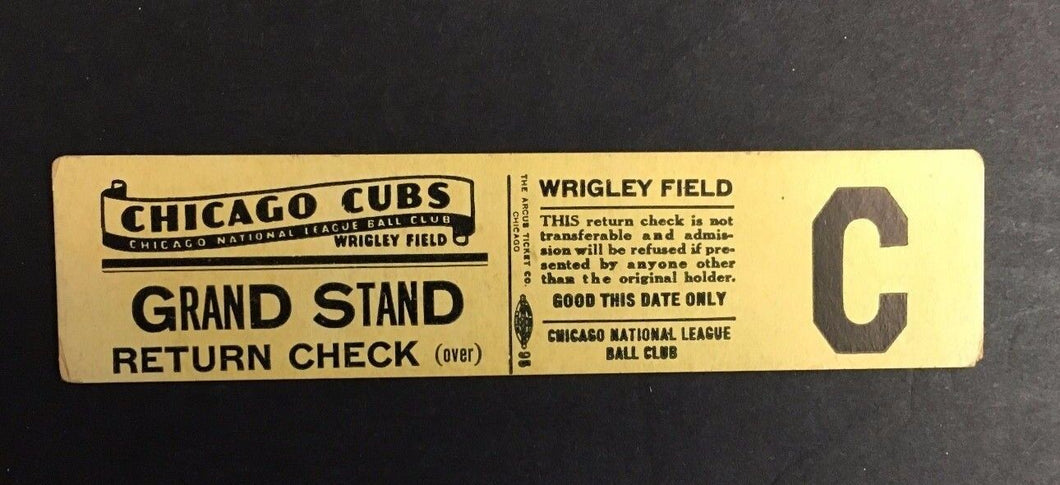 CHICAGO CUBS
CHICAGO NATIONAL LEAGUE BALL CLUB
WRIGLEY FIELD
GRAND STAND
RETURN CHECK (over)
THE ARCUS TICKET CO.
CHICAGO
98
WRIGLEY FIELD
THIS return check is not
transferable and admis-
sion will be refused if pre-
sented by anyone other
than the original holder.
GOOD THIS DATE ONLY
CHICAGO NATIONAL LEAGUE
BALL CLUB
C